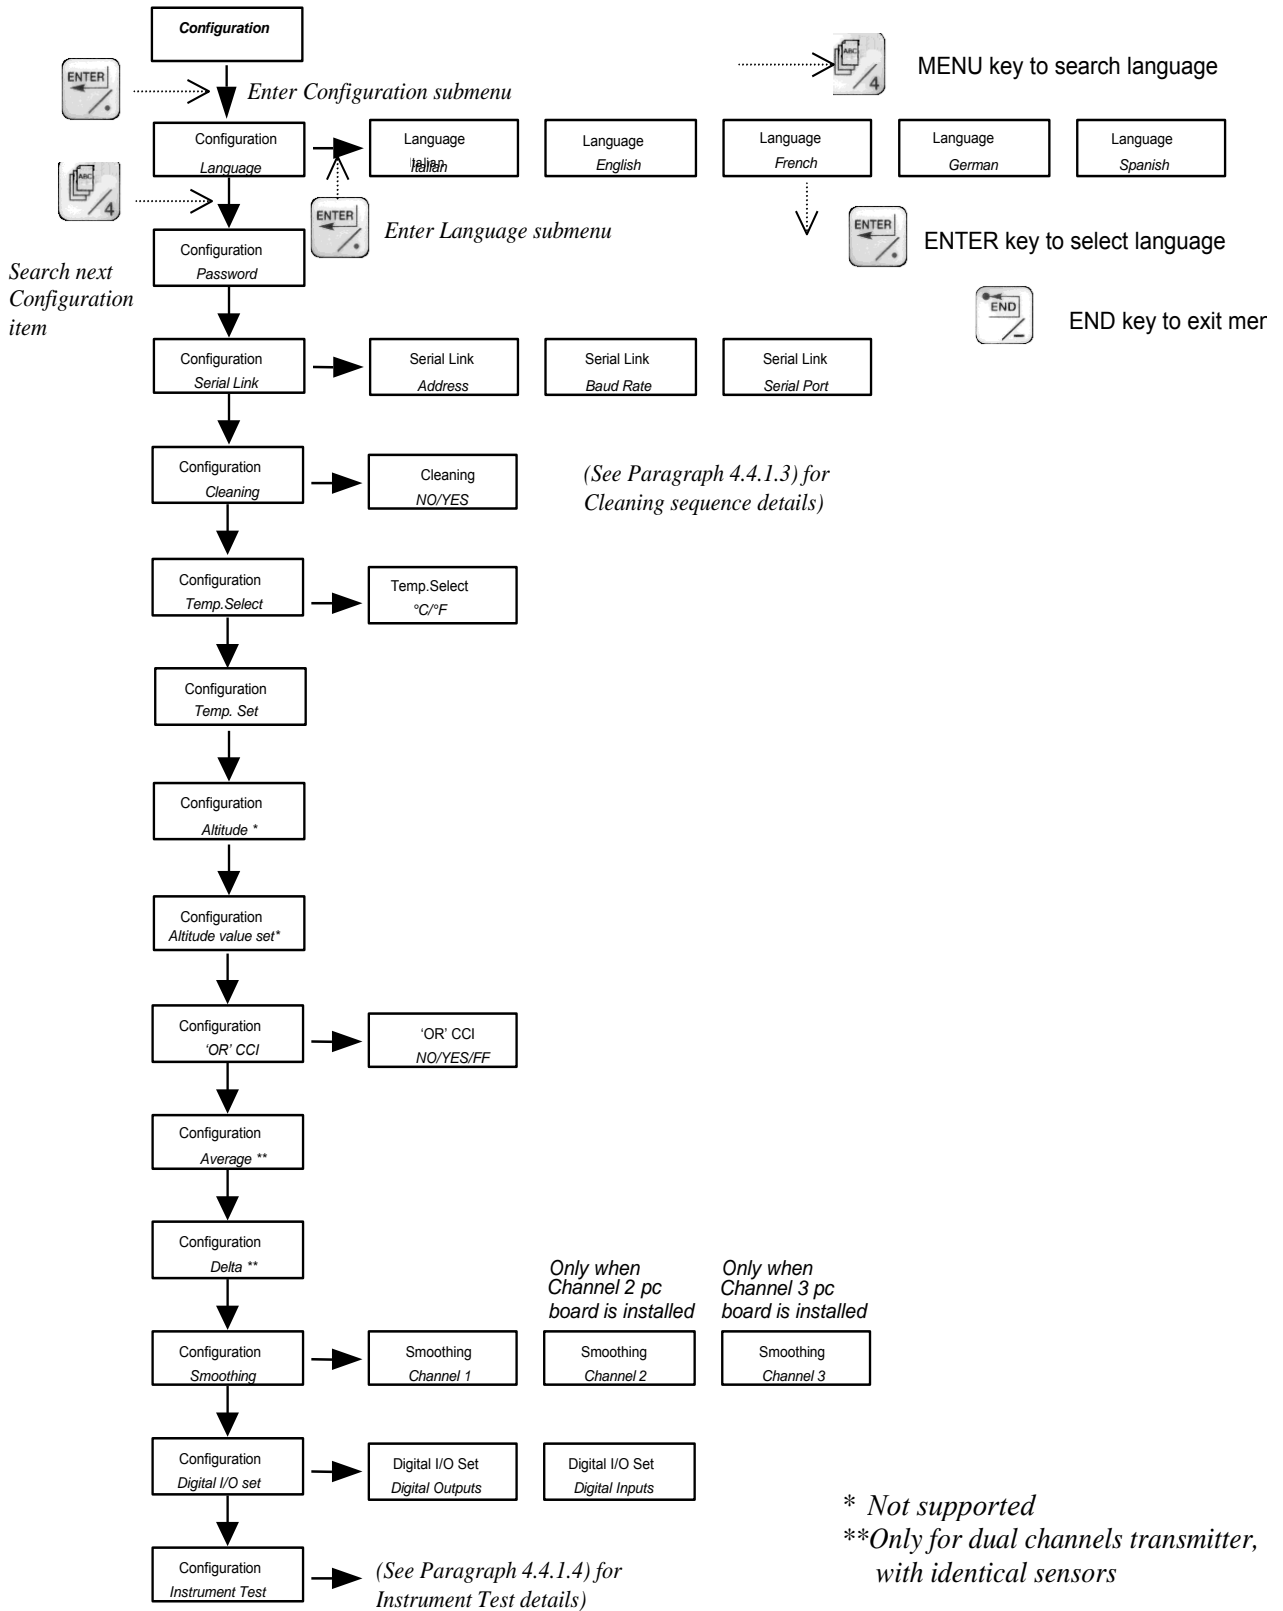 Configuration
ENTER
Enter Configuration submenu
ABC
4
MENU key to search language
Configuration
Language
Language
Italian
Language
English
Language
French
Language
German
Language
Spanish
ABC
4
ENTER
Enter Language submenu
ENTER
ENTER key to select language
Configuration
Password
Search next
Configuration
item
END
END key to exit men
Configuration
Serial Link
Serial Link
Address
Serial Link
Baud Rate
Serial Link
Serial Port
Configuration
Cleaning
Cleaning
NO/YES
(See Paragraph 4.4.1.3) for
Cleaning sequence details)
Configuration
Temp.Select
Temp.Select
°C/°F
Configuration
Temp. Set
Configuration
Altitude *
Configuration
Altitude value set*
Configuration
‘OR’ CCI
‘OR’ CCI
NO/YES/FF
Configuration
Average **
Configuration
Delta **
Only when
Channel 2 pc
board is installed
Only when
Channel 3 pc
board is installed
Configuration
Smoothing
Smoothing
Channel 1
Smoothing
Channel 2
Smoothing
Channel 3
Configuration
Digital I/O set
Digital I/O Set
Digital Outputs
Digital I/O Set
Digital Inputs
* Not supported
**Only for dual channels transmitter,
with identical sensors
Configuration
Instrument Test
(See Paragraph 4.4.1.4) for
Instrument Test details)